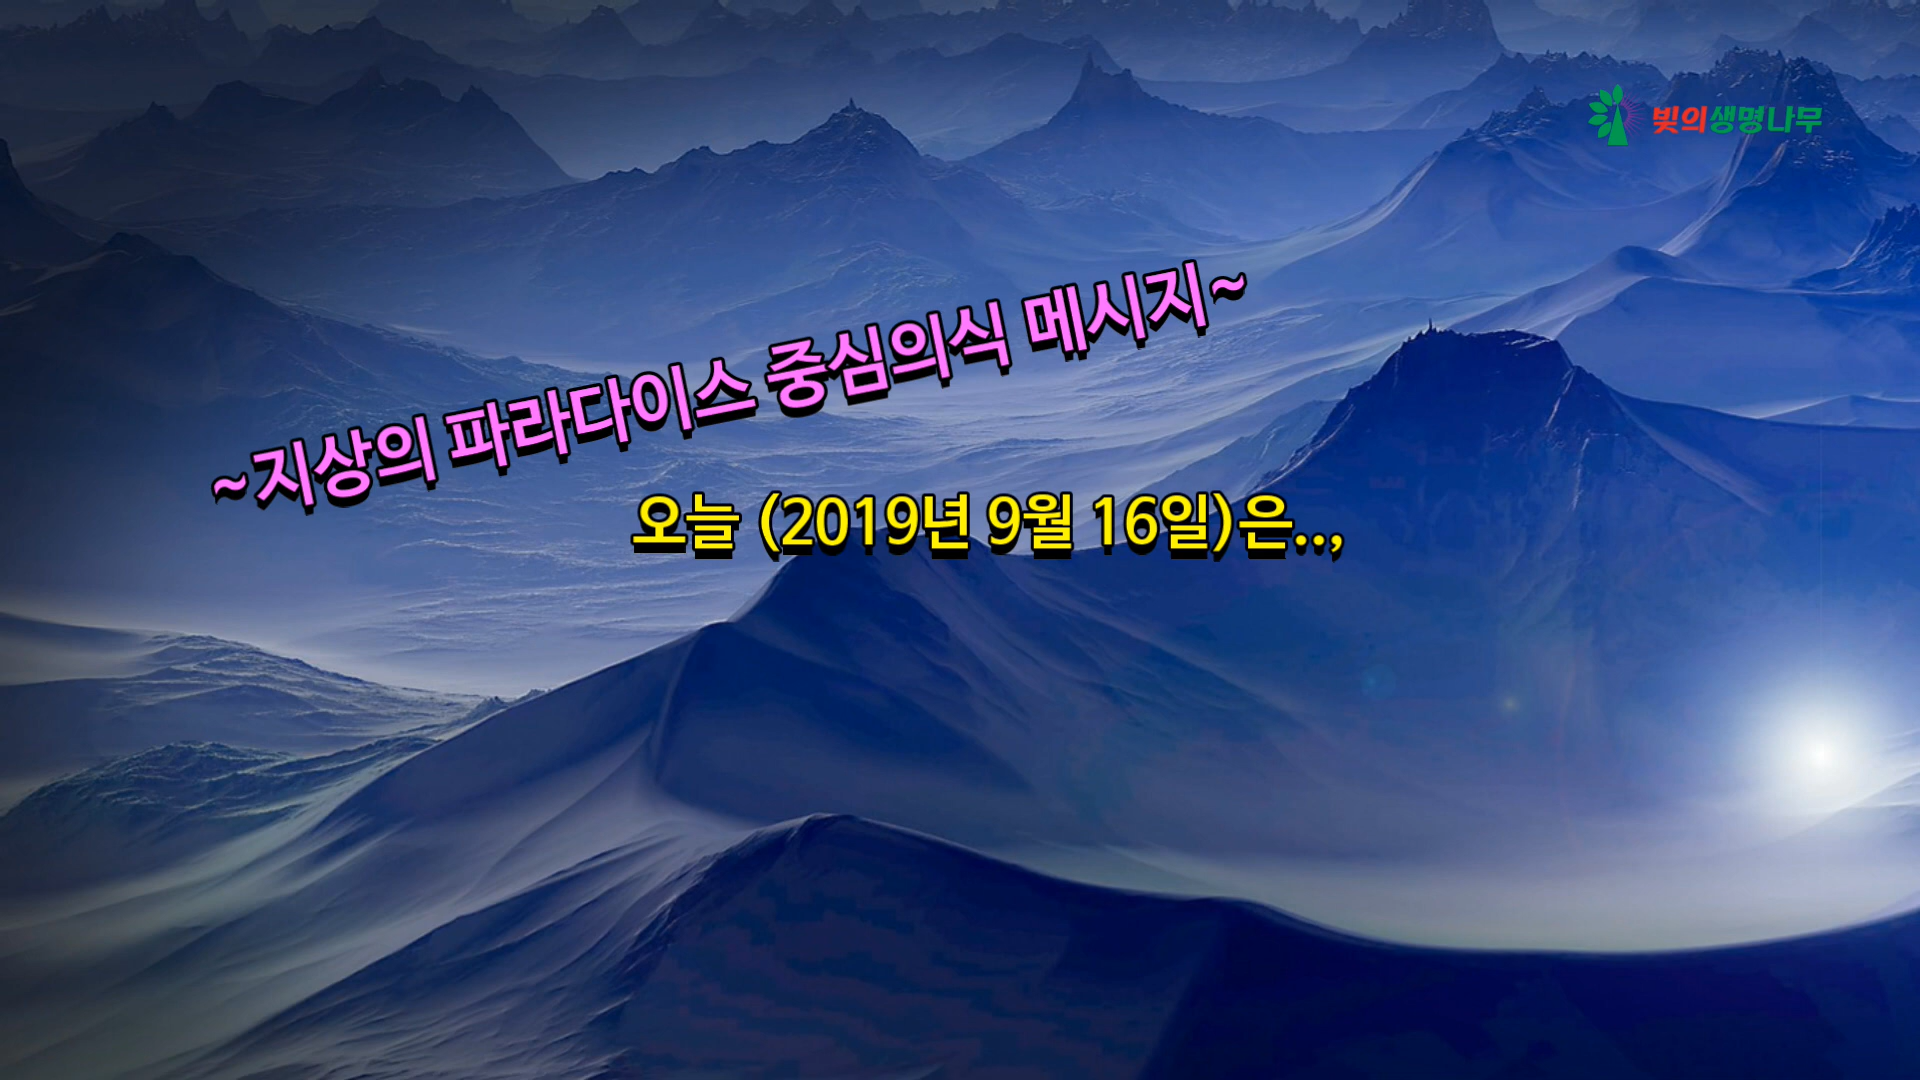 빛의생명나무
~지상의 파라다이스 중심의식 메시지~
오늘 (2019년 9월 16일)은..,